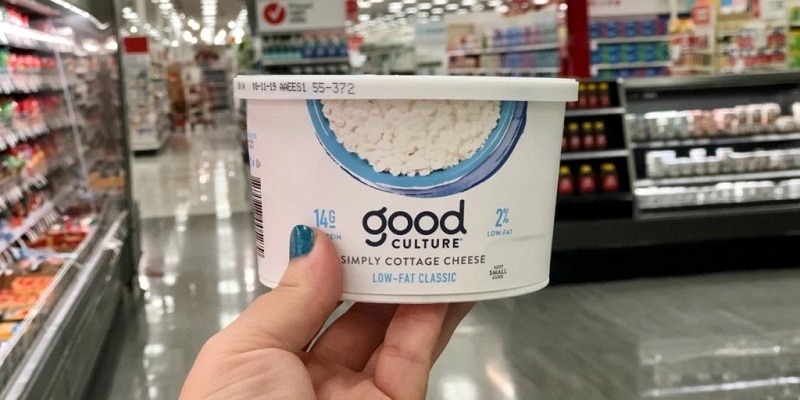 08-11-19 AAEES1 55-372
14G
good
CULTURE®
2%
LOW-FAT
SIMPLY COTTAGE CHEESE
LOW-FAT CLASSIC
SOFT
SMALL
CURD